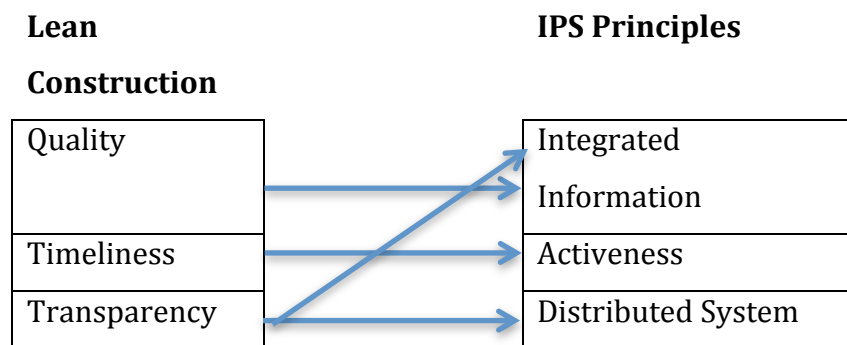 Lean
Construction
IPS Principles
Quality
Integrated
Information
Timeliness
Activeness
Transparency
Distributed System